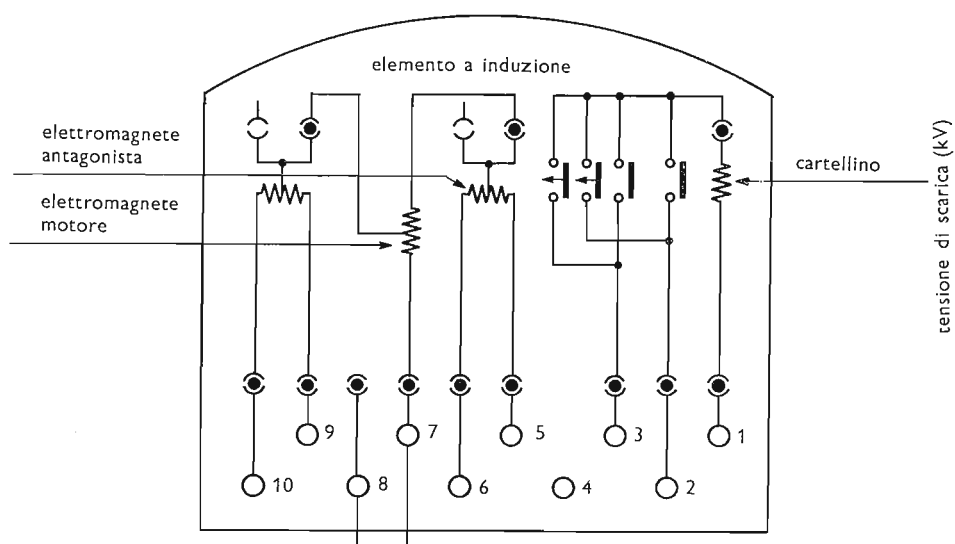 elemento a induzione
elettromagnete
antagonista
elettromagnete
motore
cartellino
tensione di scarica (kV)
9
7
5
3
1
10
8
6
4
2